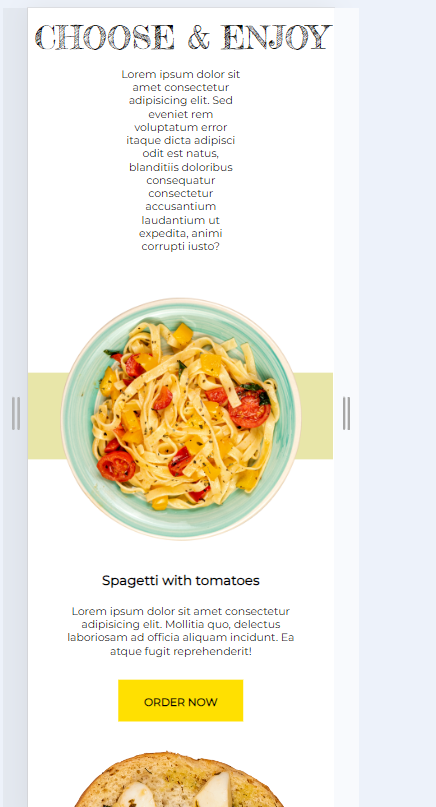 CHOOSE & ENJOY
Lorem ipsum dolor sit
amet consectetur
adipisicing elit. Sed
eveniet rem
voluptatum error
itaque dicta adipisci
odit est natus,
blanditiis doloribus
consequatur
consectetur
accusantium
laudantium ut
expedita, animi
corrupti iusto?
Spagetti with tomatoes
Lorem ipsum dolor sit amet consectetur
adipisicing elit. Mollitia quo, delectus
laboriosam ad officia aliquam incidunt. Ea
atque fugit reprehenderit!
ORDER NOW